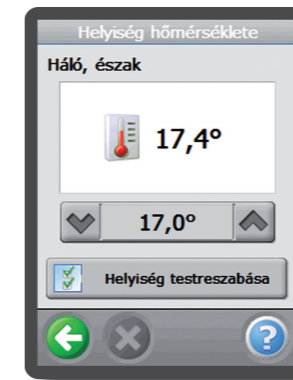 Helyiség hőmérséklete
Háló, észak
17,4°
17,0°
Helyiség testreszabása
?